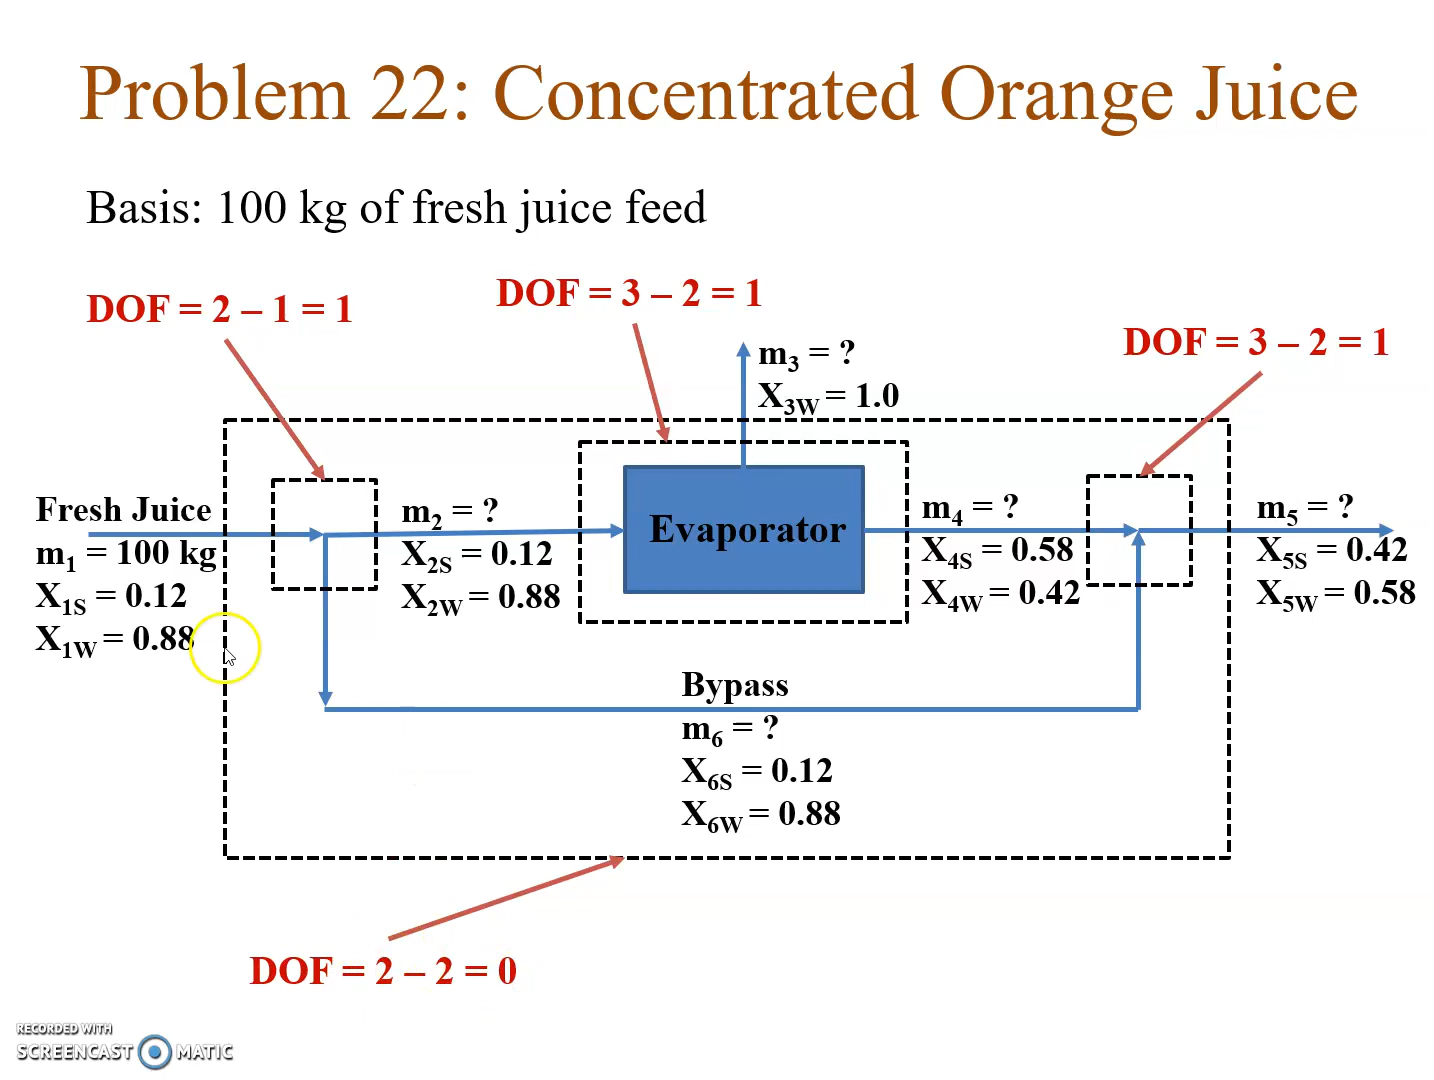 Problem 22: Concentrated Orange Juice
Basis: 100 kg of fresh juice feed
DOF = 2 – 1 = 1
DOF = 3 – 2 = 1
DOF = 3 – 2 = 1
m3 = ?
X3W = 1.0
Fresh Juice
m1 = 100 kg
X1S = 0.12
X1W = 0.88
m2 = ?
X2S = 0.12
X2W = 0.88
Evaporator
m4 = ?
X4S = 0.58
X4W = 0.42
m5 = ?
X5S = 0.42
X5W = 0.58
Bypass
m6 = ?
X6S = 0.12
X6W = 0.88
DOF = 2 – 2 = 0
RECORDED WITH
SCREENCAST MATIC